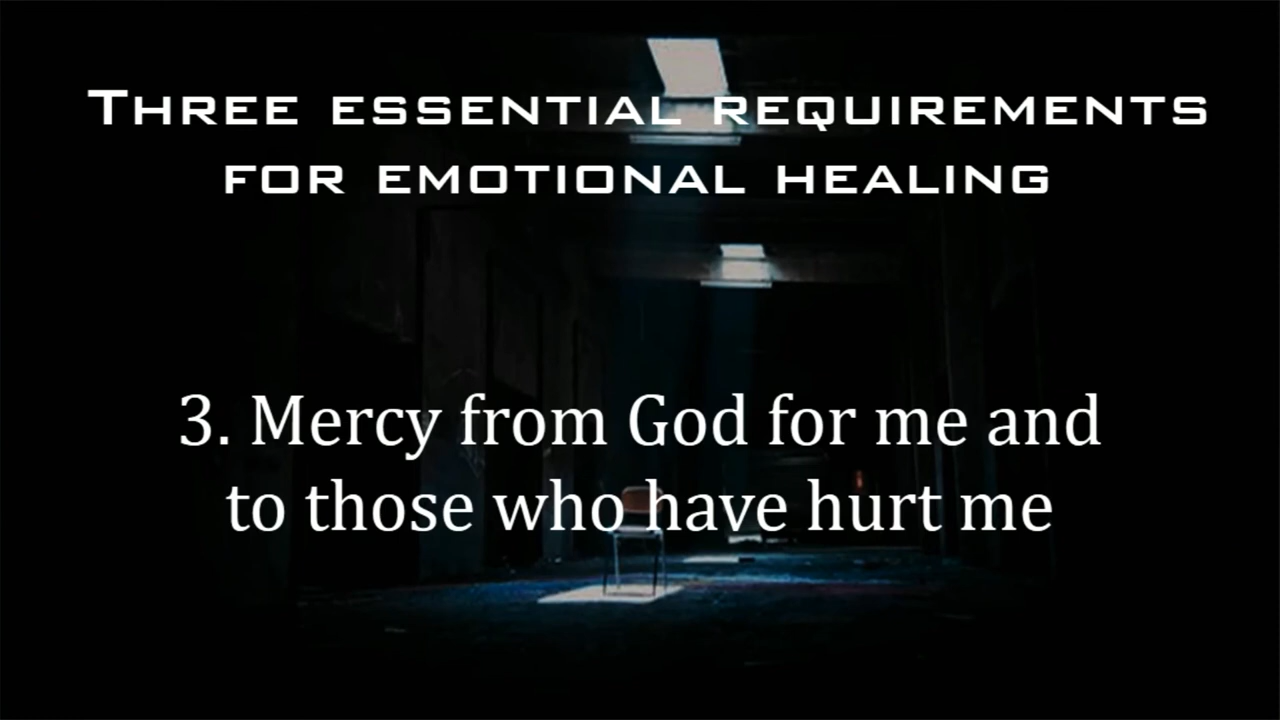 Three essential requirements
for emotional healing
3. Mercy from God for me and
to those who have hurt me